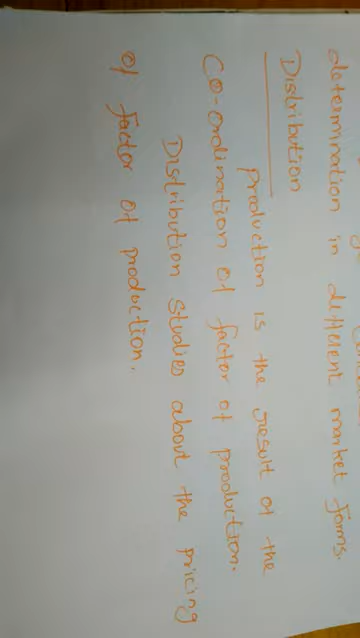 determination in different market forms.
Distribution
Production is the result of the
Co-ordination of factor of production.
Distribution studies about the pricing
of factor of production.